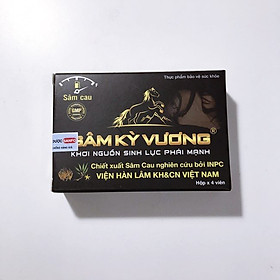 Thực phẩm bảo vệ sức khỏe
Sâm cau
GMP
SÂM KỲ VƯƠNG®
KHƠI NGUỒN SINH LỰC PHÁI MẠNH
Chiết xuất Sâm Cau nghiên cứu bởi INPC
VIỆN HÀN LÂM KH&CN VIỆT NAM
Hộp x 4 viên